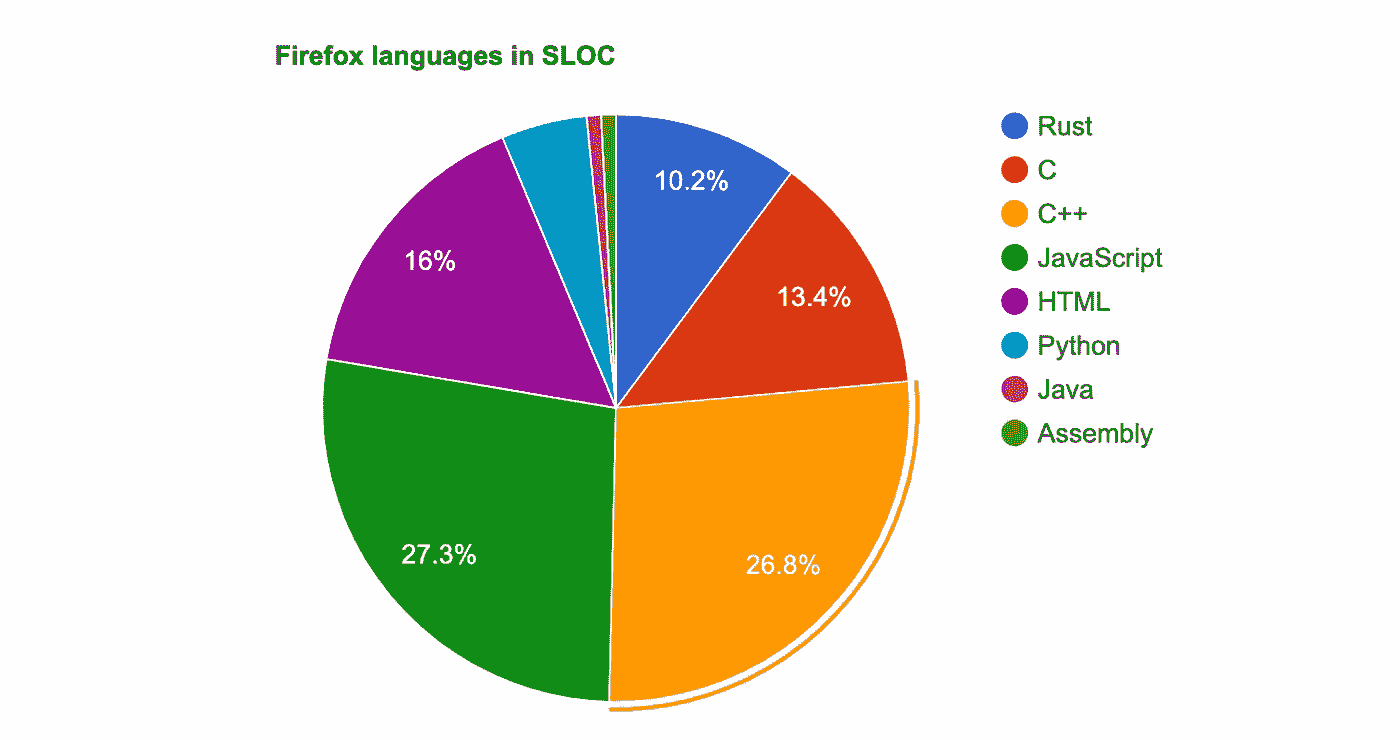 Firefox languages in SLOC
10.2%
13.4%
26.8%
27.3%
16%
Rust
C
C++
JavaScript
HTML
Python
Java
Assembly